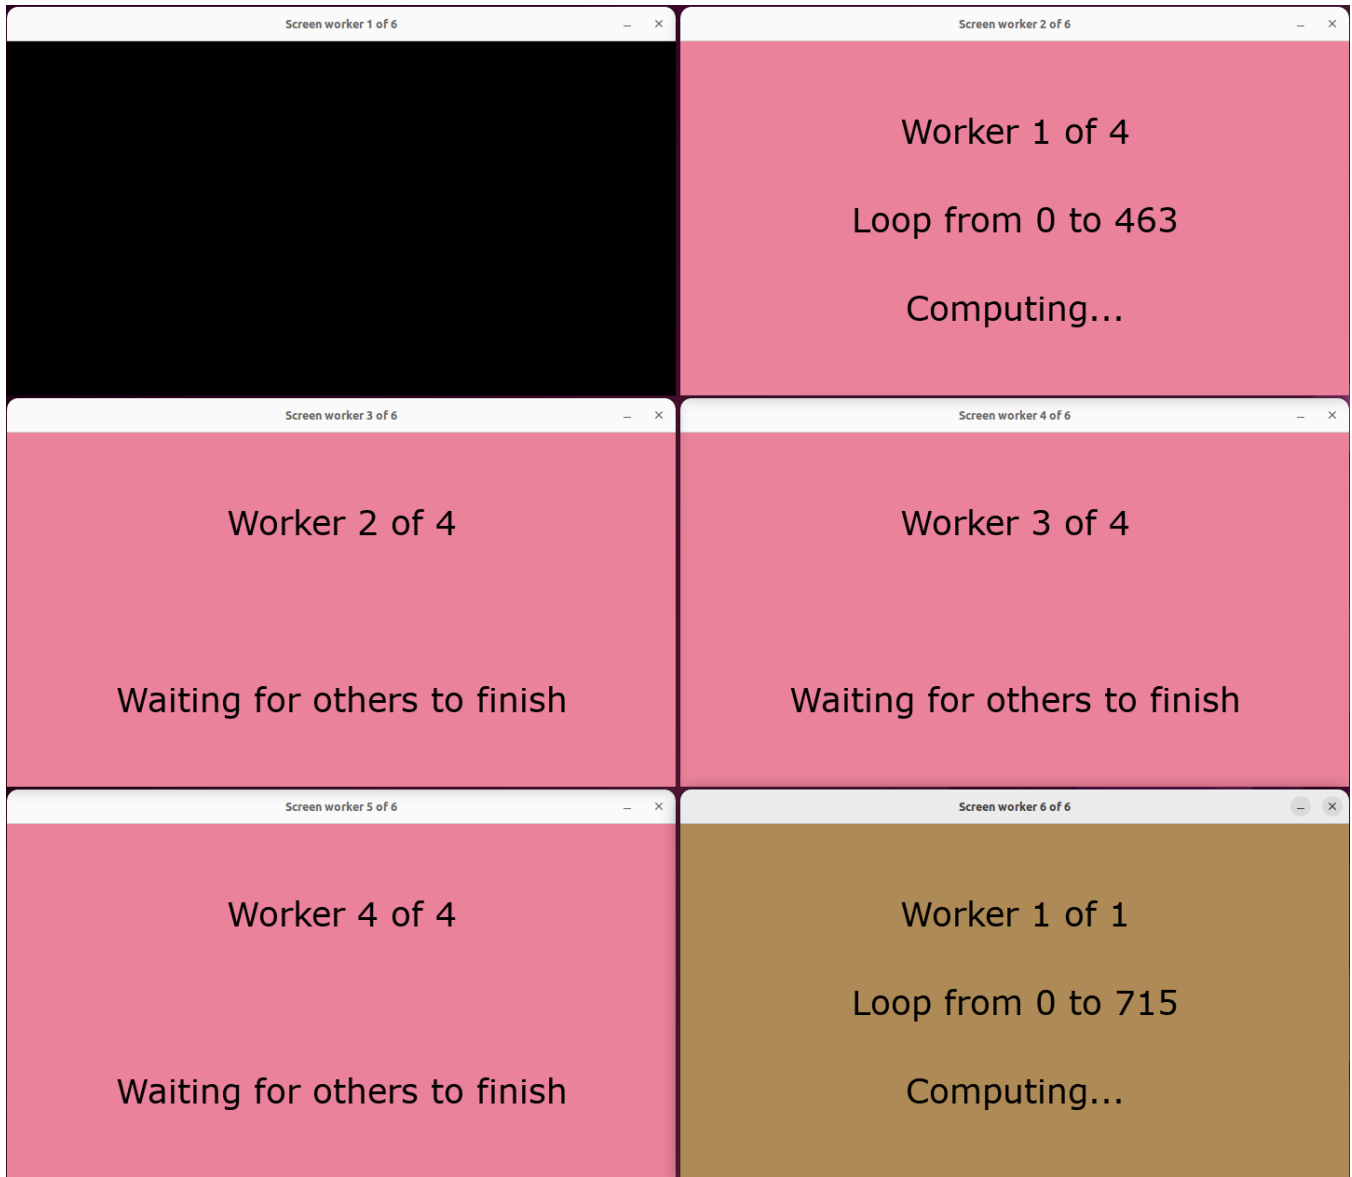 Screen worker 1 of 6
Screen worker 2 of 6
Worker 1 of 4
Loop from 0 to 463
Computing...
Screen worker 3 of 6
Worker 2 of 4
Waiting for others to finish
Screen worker 4 of 6
Worker 3 of 4
Waiting for others to finish
Screen worker 5 of 6
Worker 4 of 4
Waiting for others to finish
Screen worker 6 of 6
Worker 1 of 1
Loop from 0 to 715
Computing...